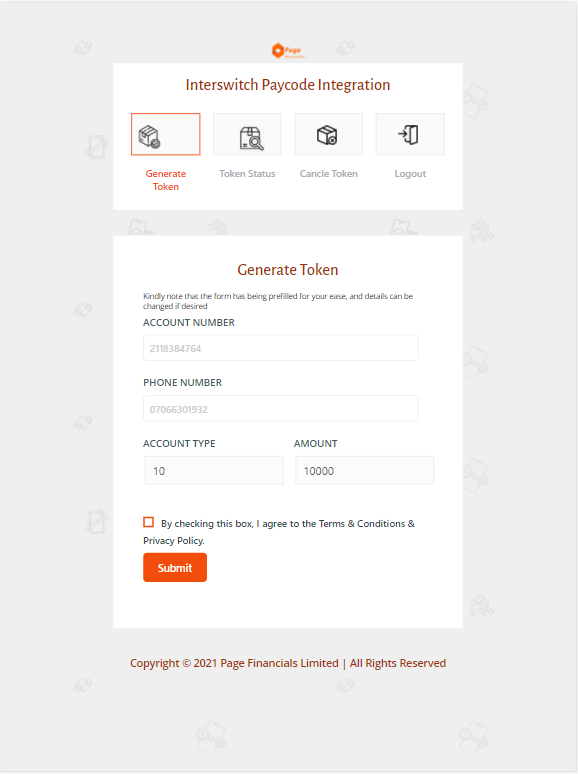 Page
Interswitch Paycode Integration
Generate
Token
Token Status
Cancle Token
Logout
Generate Token
Kindly note that the form has being prefilled for your ease, and details can be
changed if desired
ACCOUNT NUMBER
2118384764
PHONE NUMBER
07066301932
ACCOUNT TYPE
AMOUNT
10
10000
By checking this box, I agree to the Terms & Conditions &
Privacy Policy.
Submit
Copyright © 2021 Page Financials Limited | All Rights Reserved